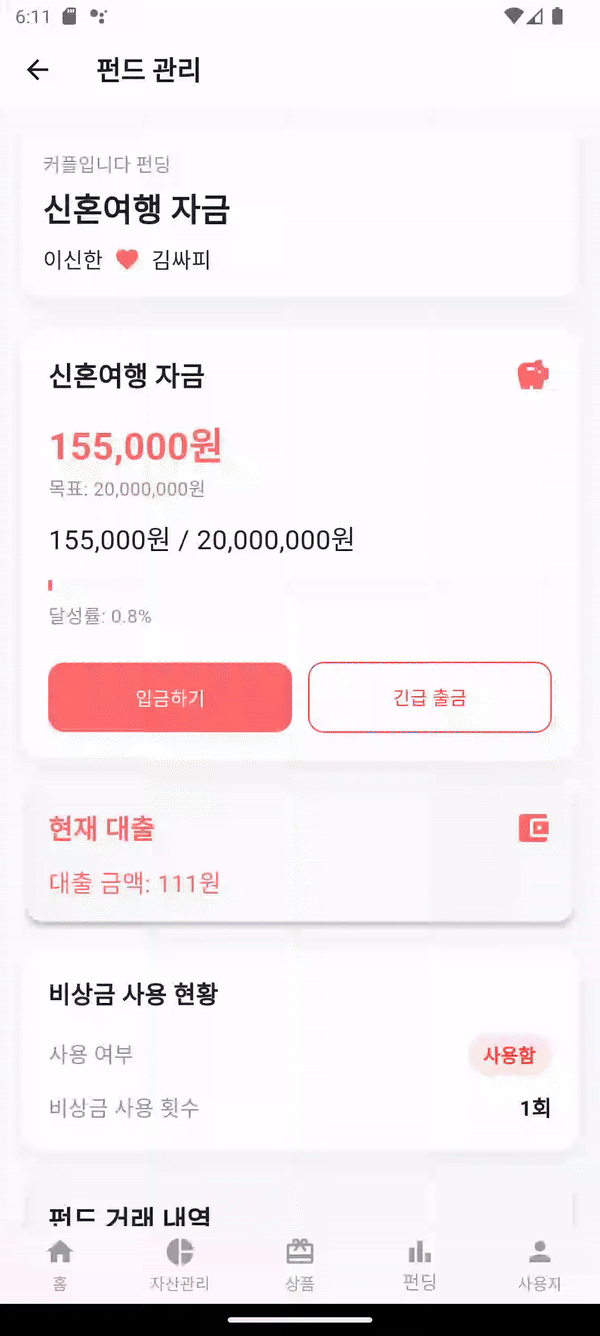 6:11
펀드 관리
커플입니다 펀딩
신혼여행 자금
이신한 김싸피
신혼여행 자금
155,000원
목표: 20,000,000원
155,000원 / 20,000,000원
달성률: 0.8%
입금하기 긴급 출금
현재 대출
대출 금액: 111원
비상금 사용 현황
사용 여부 사용함
비상금 사용 횟수 1회
펀드 거래 내역
홈 자산관리 상품 펀딩 사용자